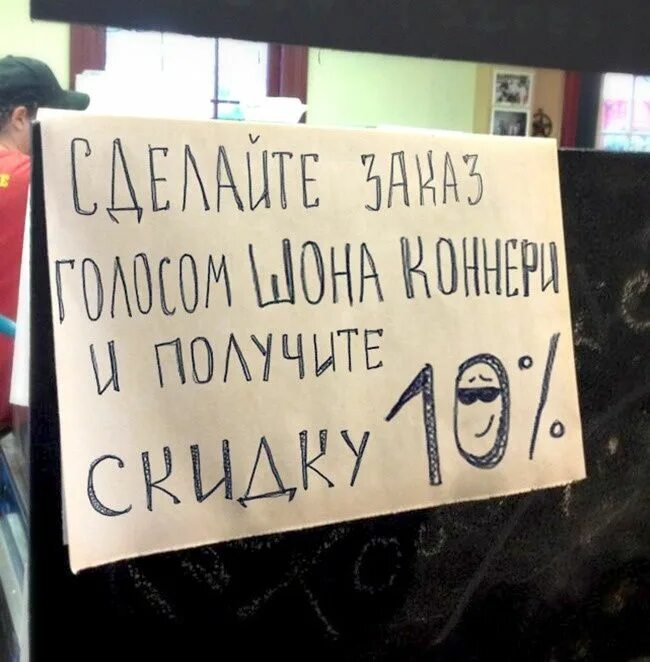 СДЕЛАЙТЕ ЗАКАЗ
ГОЛОСОМ ШОНА КОННЕРИ
И ПОЛУЧИТЕ
СКИДКУ 10%